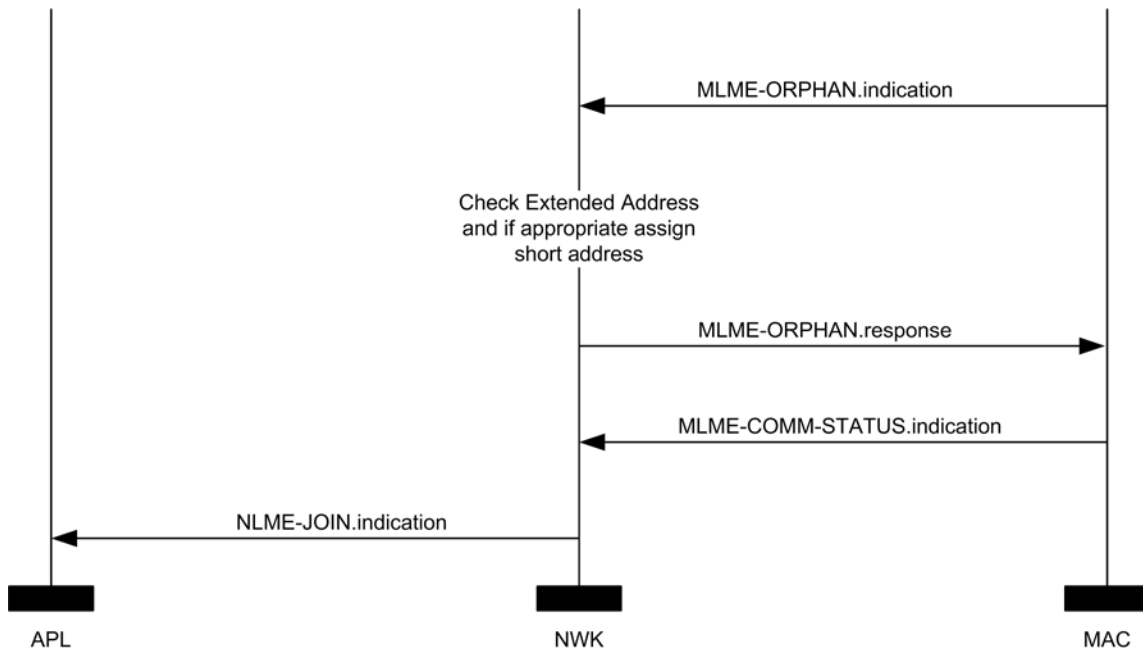 MLME-ORPHAN.indication
Check Extended Address
and if appropriate assign
short address
MLME-ORPHAN.response
MLME-COMM-STATUS.indication
NLME-JOIN.indication
APL
NWK
MAC